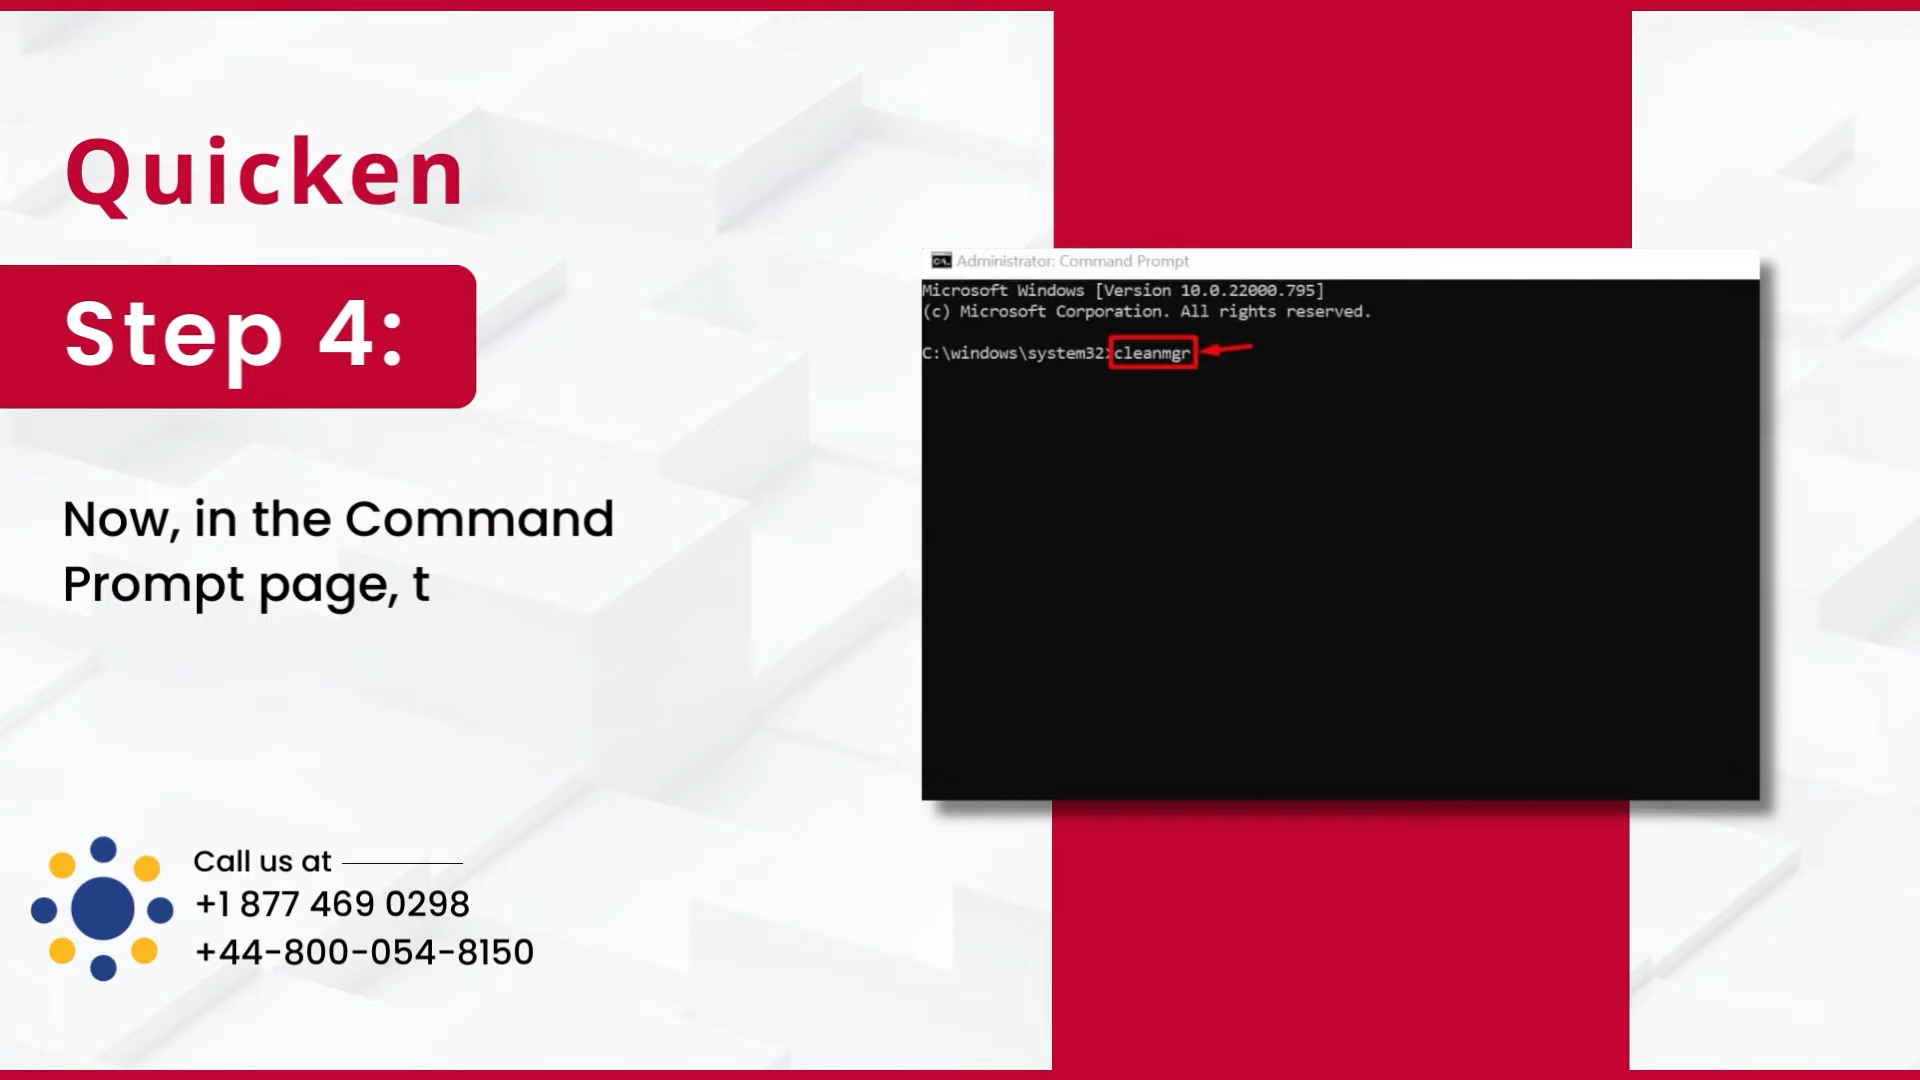 Quicken
Step 4:
Now, in the Command
Prompt page, t
Administrator: Command Prompt
Microsoft Windows [Version 10.0.22000.795]
(c) Microsoft Corporation. All rights reserved.
C:\windows\system32>cleanmgr
Call us at
+1 877 469 0298
+44-800-054-8150